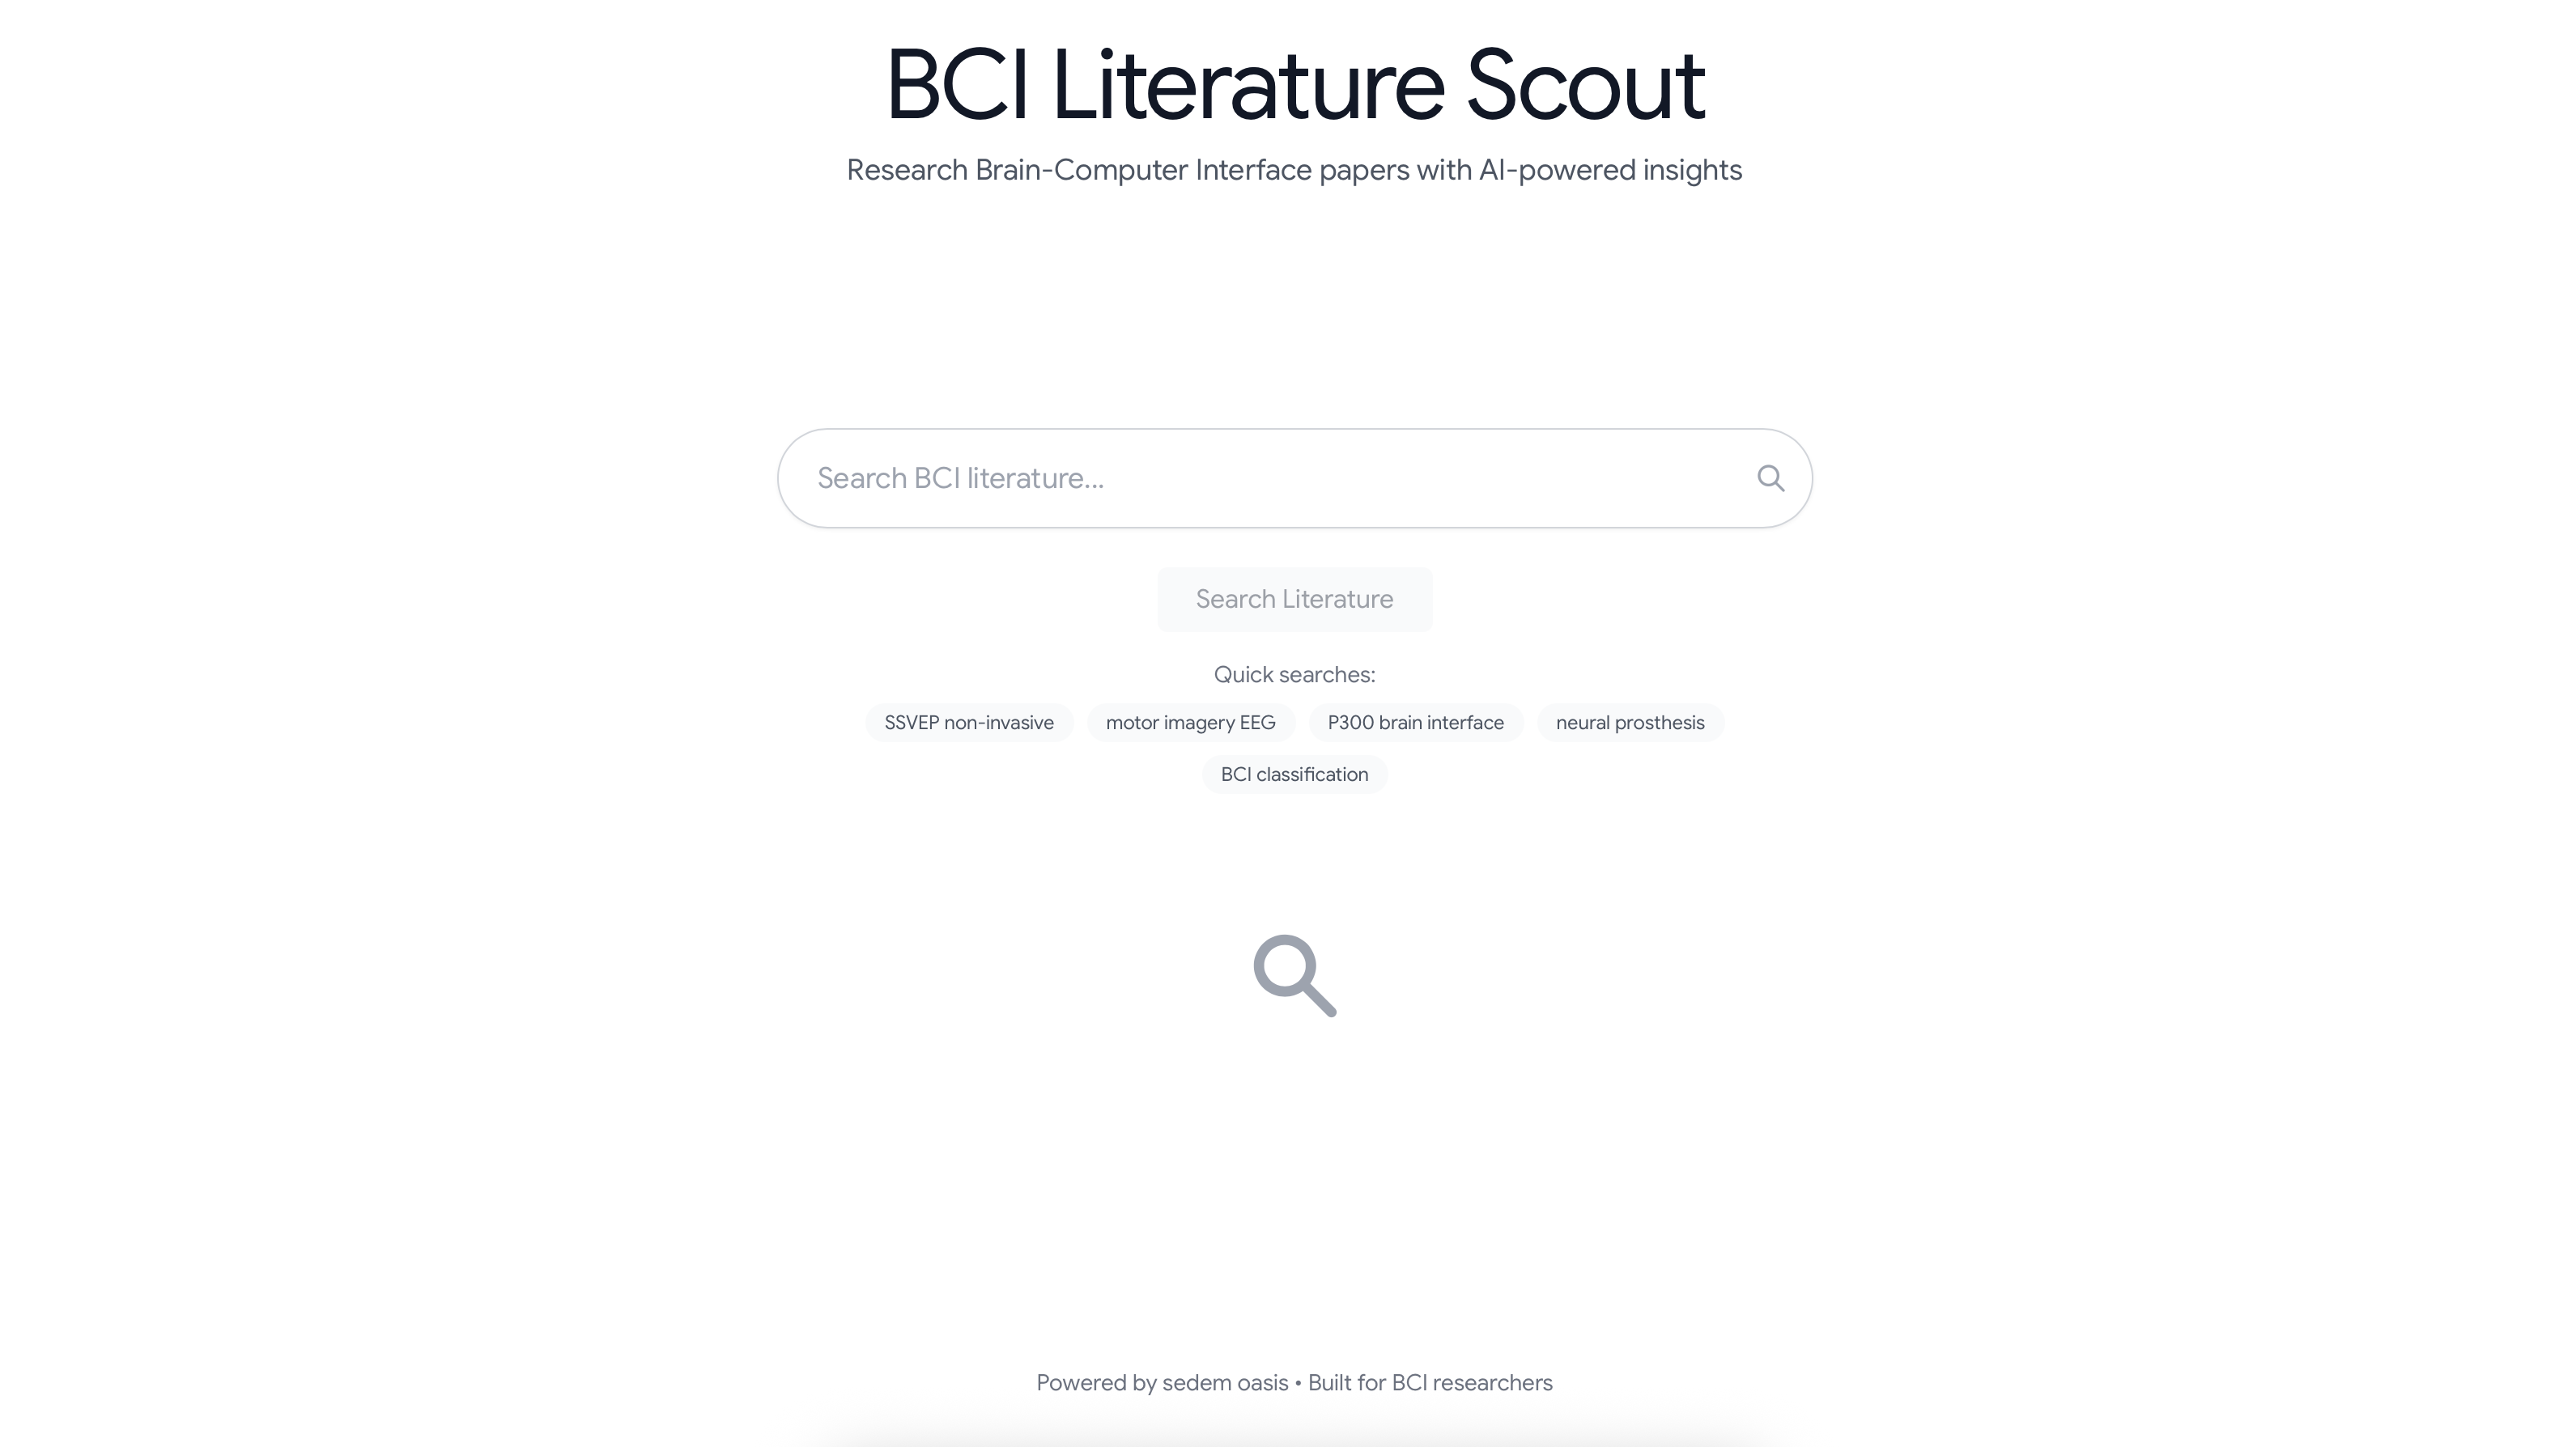 BCI Literature Scout
Research Brain-Computer Interface papers with AI-powered insights
Search BCI literature...
Search Literature
Quick searches:
SSVEP non-invasive motor imagery EEG P300 brain interface neural prosthesis
BCI classification
Powered by sedem oasis • Built for BCI researchers